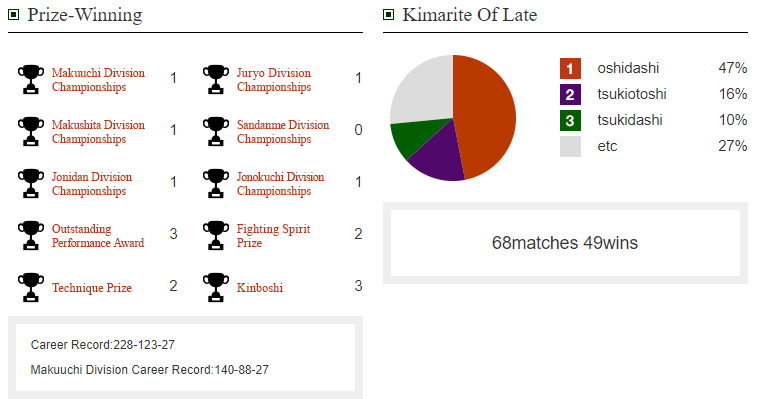 Prize-Winning
Makuuchi Division
Championships
1
Juryo Division
Championships
1
Makushita Division
Championships
1
Sandanme Division
Championships
0
Jonidan Division
Championships
1
Jonokuchi Division
Championships
1
Outstanding
Performance Award
3
Fighting Spirit
Prize
2
Technique Prize
2
Kinboshi
3
Career Record:228-123-27
Makuuchi Division Career Record:140-88-27
Kimarite Of Late
1 oshidashi 47%
2 tsukiotoshi 16%
3 tsukidashi 10%
etc 27%
68matches 49wins